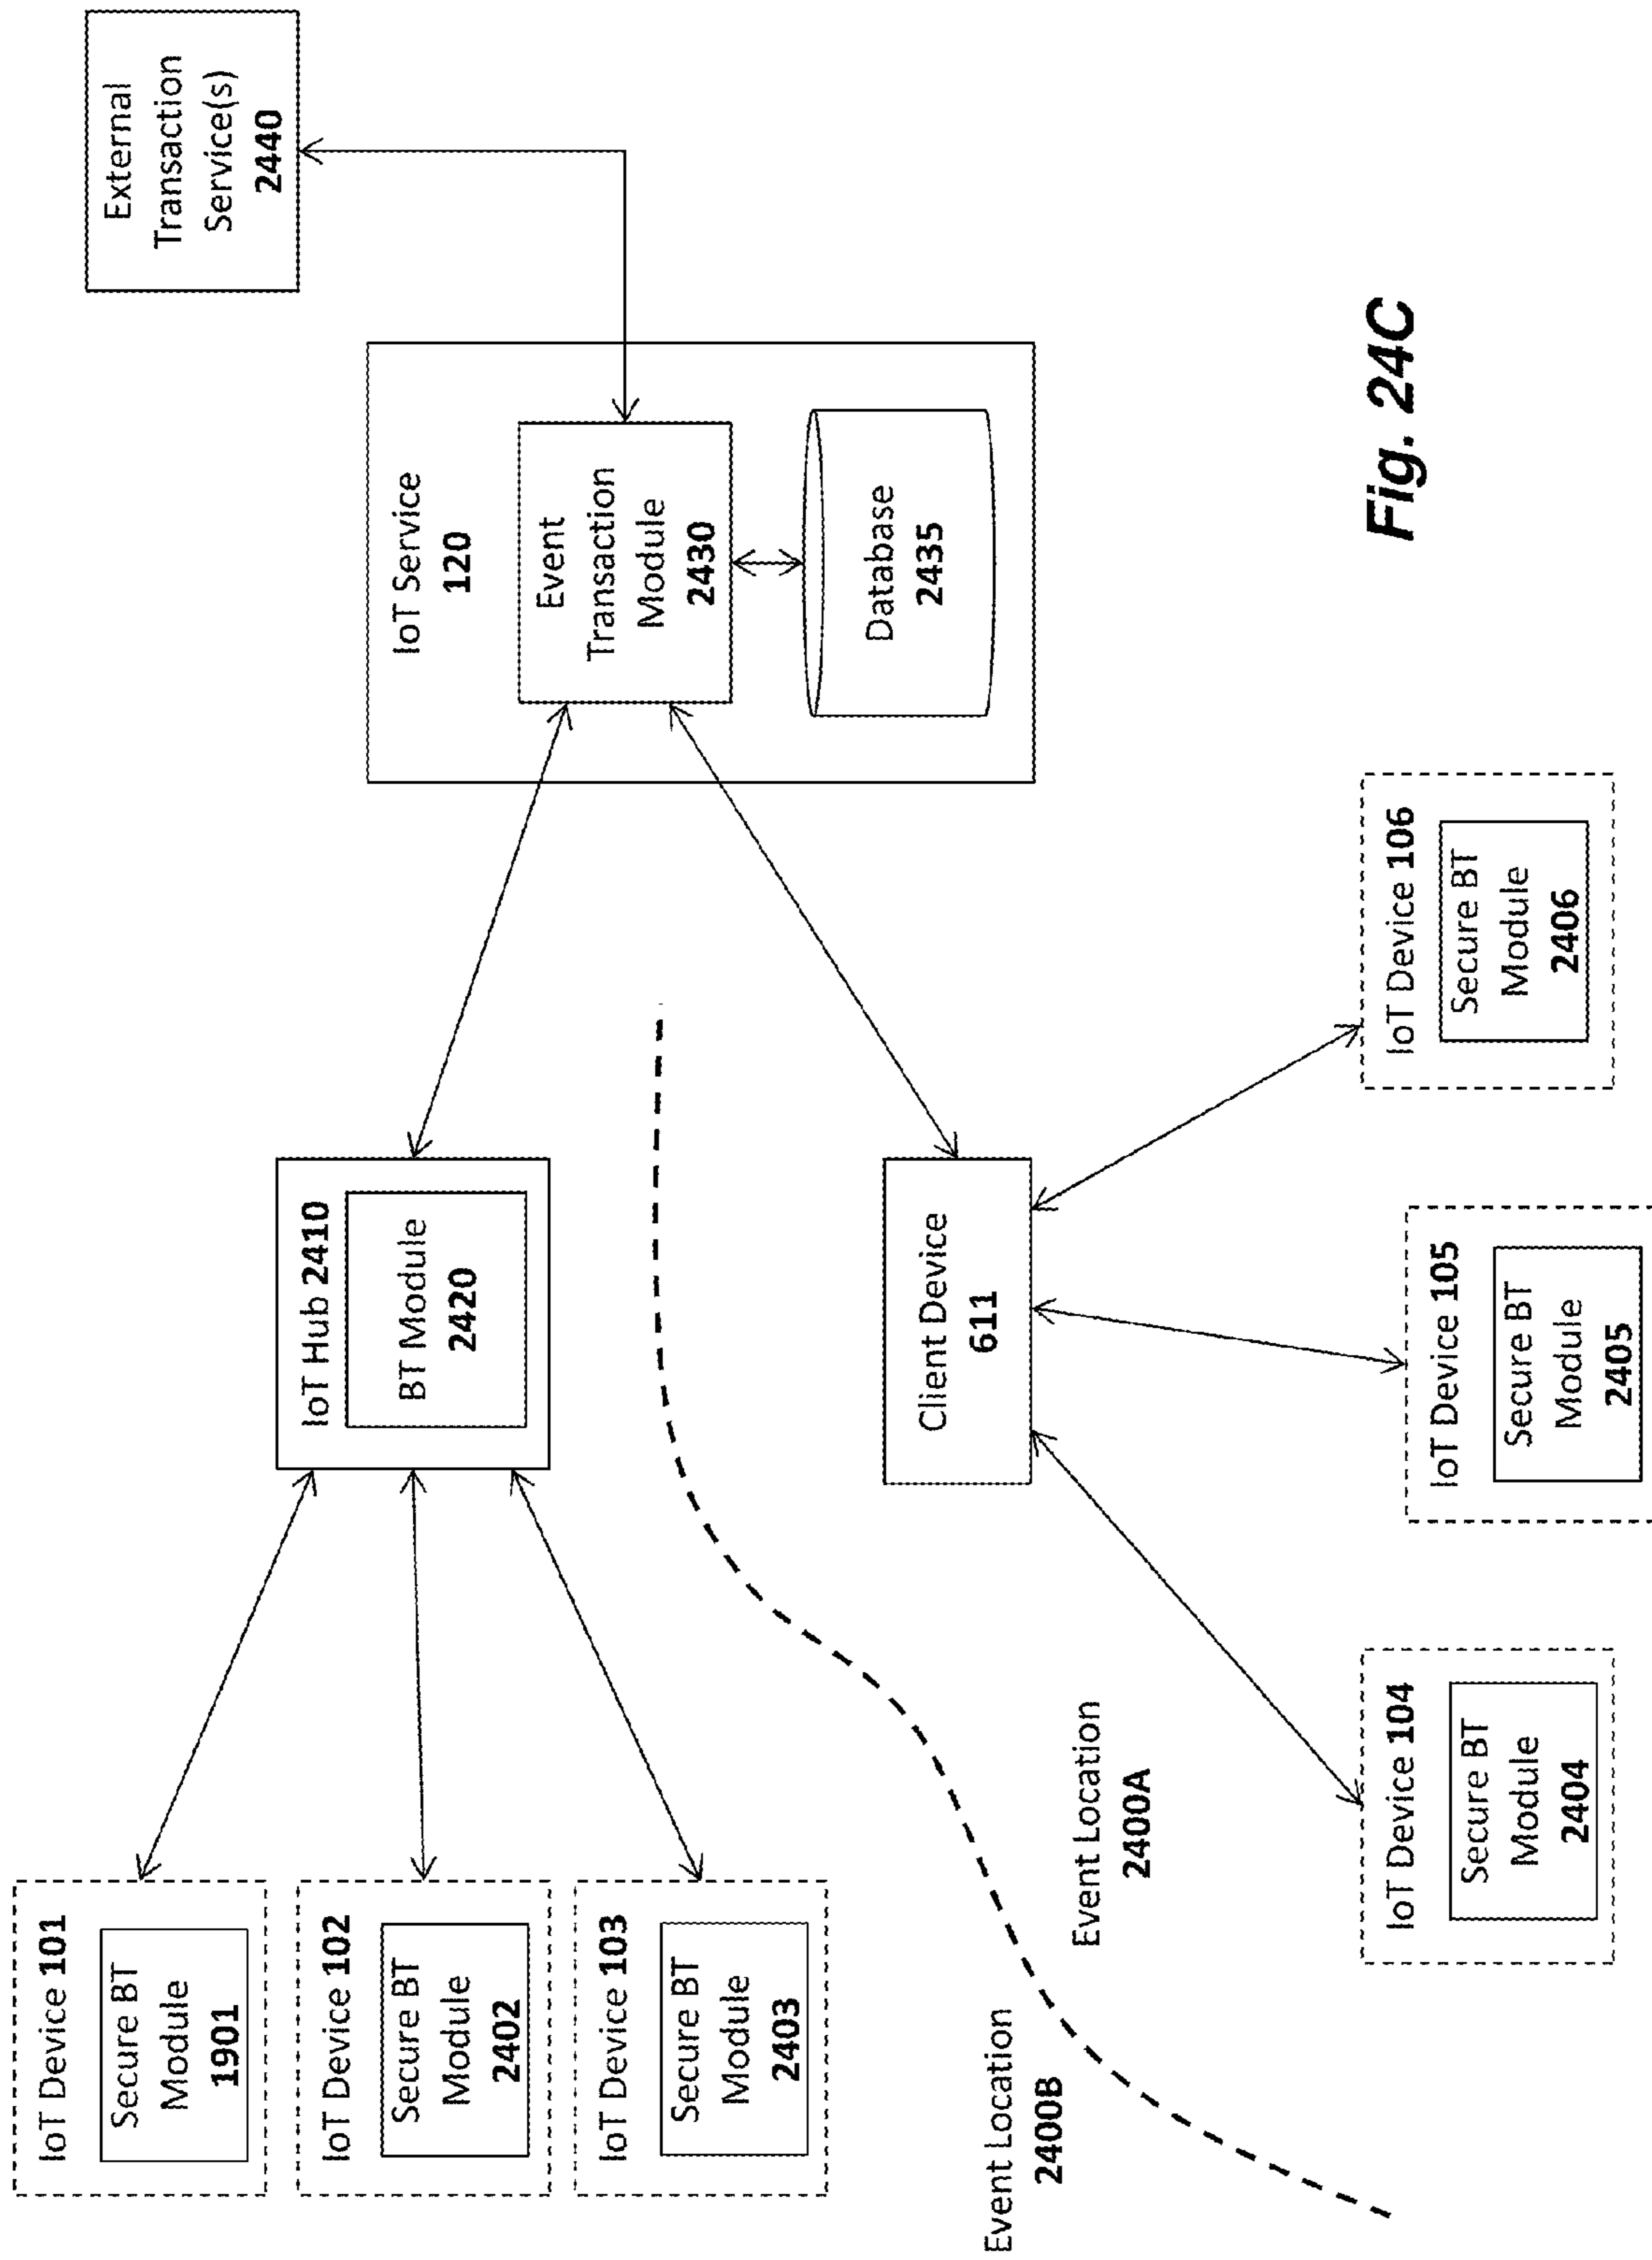 IoT Device 101
Secure BT
Module
1901
IoT Device 102
Secure BT
Module
2402
IoT Device 103
Secure BT
Module
2403
IoT Hub 2410
BT Module
2420
External
Transaction
Service(s)
2440
IoT Service
120
Event
Transaction
Module
2430
Database
2435
Client Device
611
Event Location
2400B
Event Location
2400A
IoT Device 104
Secure BT
Module
2404
IoT Device 105
Secure BT
Module
2405
IoT Device 106
Secure BT
Module
2406
Fig. 24C